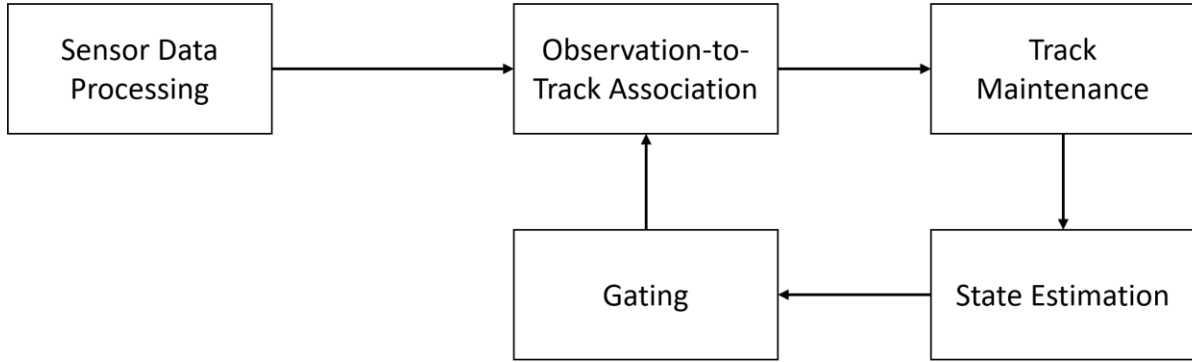 Sensor Data
Processing
Observation-to-
Track Association
Track
Maintenance
Gating
State Estimation